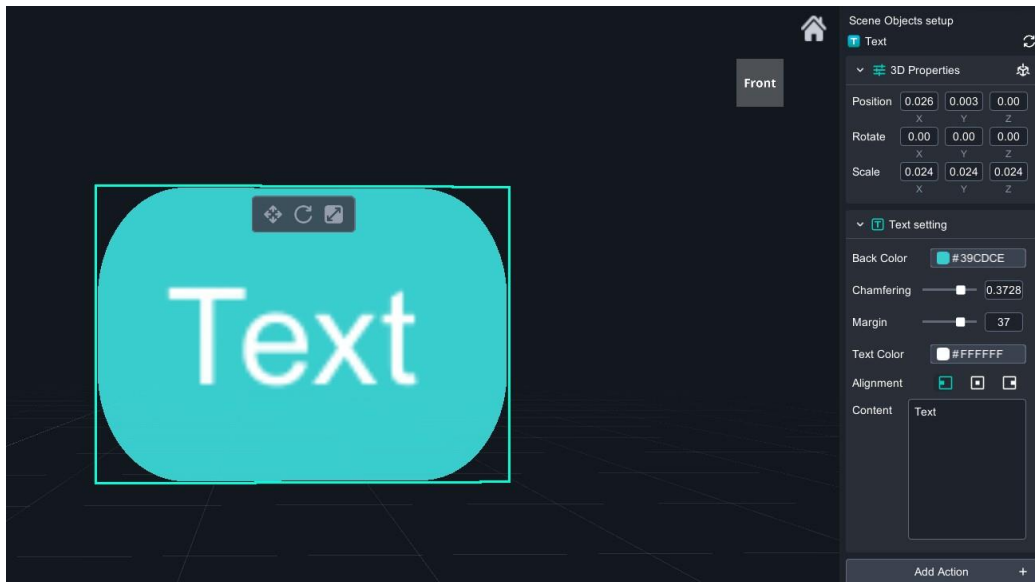 Scene Objects setup
T Text
3D Properties
Front
Position 0.026 0.003 0.00
X Y Z
Rotate 0.00 0.00 0.00
X Y Z
Scale 0.024 0.024 0.024
X Y Z
T Text setting
Back Color #39CDCE
Chamfering 0.3728
Margin 37
Text Color #FFFFFF
Alignment
Content Text
Text
Add Action +